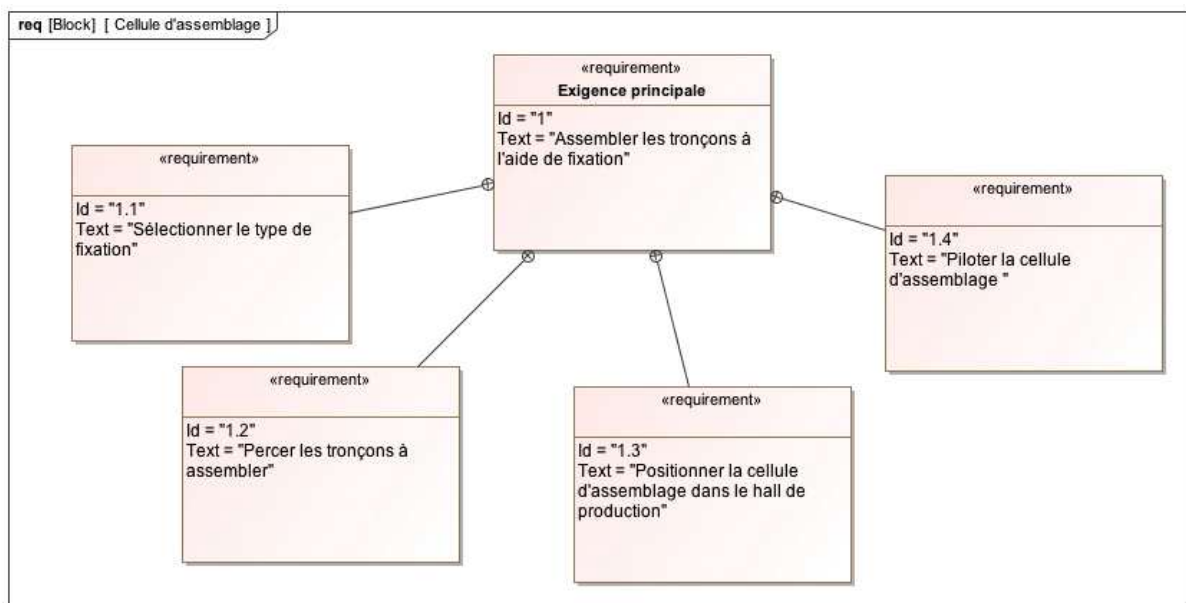 req [Block] [ Cellule d'assemblage ]
«requirement»
Exigence principale
Id = "1"
Text = "Assembler les tronçons à
l'aide de fixation"
«requirement»
Id = "1.1"
Text = "Sélectionner le type de
fixation"
«requirement»
Id = "1.4"
Text = "Piloter la cellule
d'assemblage "
«requirement»
Id = "1.2"
Text = "Percer les tronçons à
assembler"
«requirement»
Id = "1.3"
Text = "Positionner la cellule
d'assemblage dans le hall de
production"